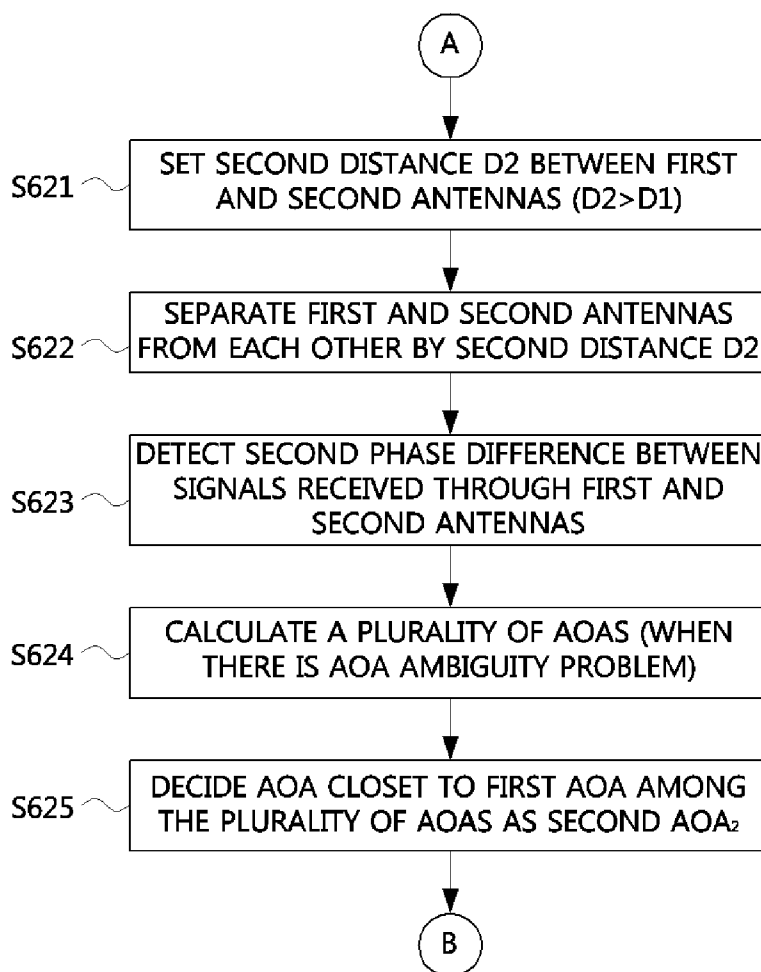 A
S621
SET SECOND DISTANCE D2 BETWEEN FIRST
AND SECOND ANTENNAS (D2>D1)
S622
SEPARATE FIRST AND SECOND ANTENNAS
FROM EACH OTHER BY SECOND DISTANCE D2
S623
DETECT SECOND PHASE DIFFERENCE BETWEEN
SIGNALS RECEIVED THROUGH FIRST AND
SECOND ANTENNAS
S624
CALCULATE A PLURALITY OF AOAS (WHEN
THERE IS AOA AMBIGUITY PROBLEM)
S625
DECIDE AOA CLOSET TO FIRST AOA AMONG
THE PLURALITY OF AOAS AS SECOND AOA₂
B